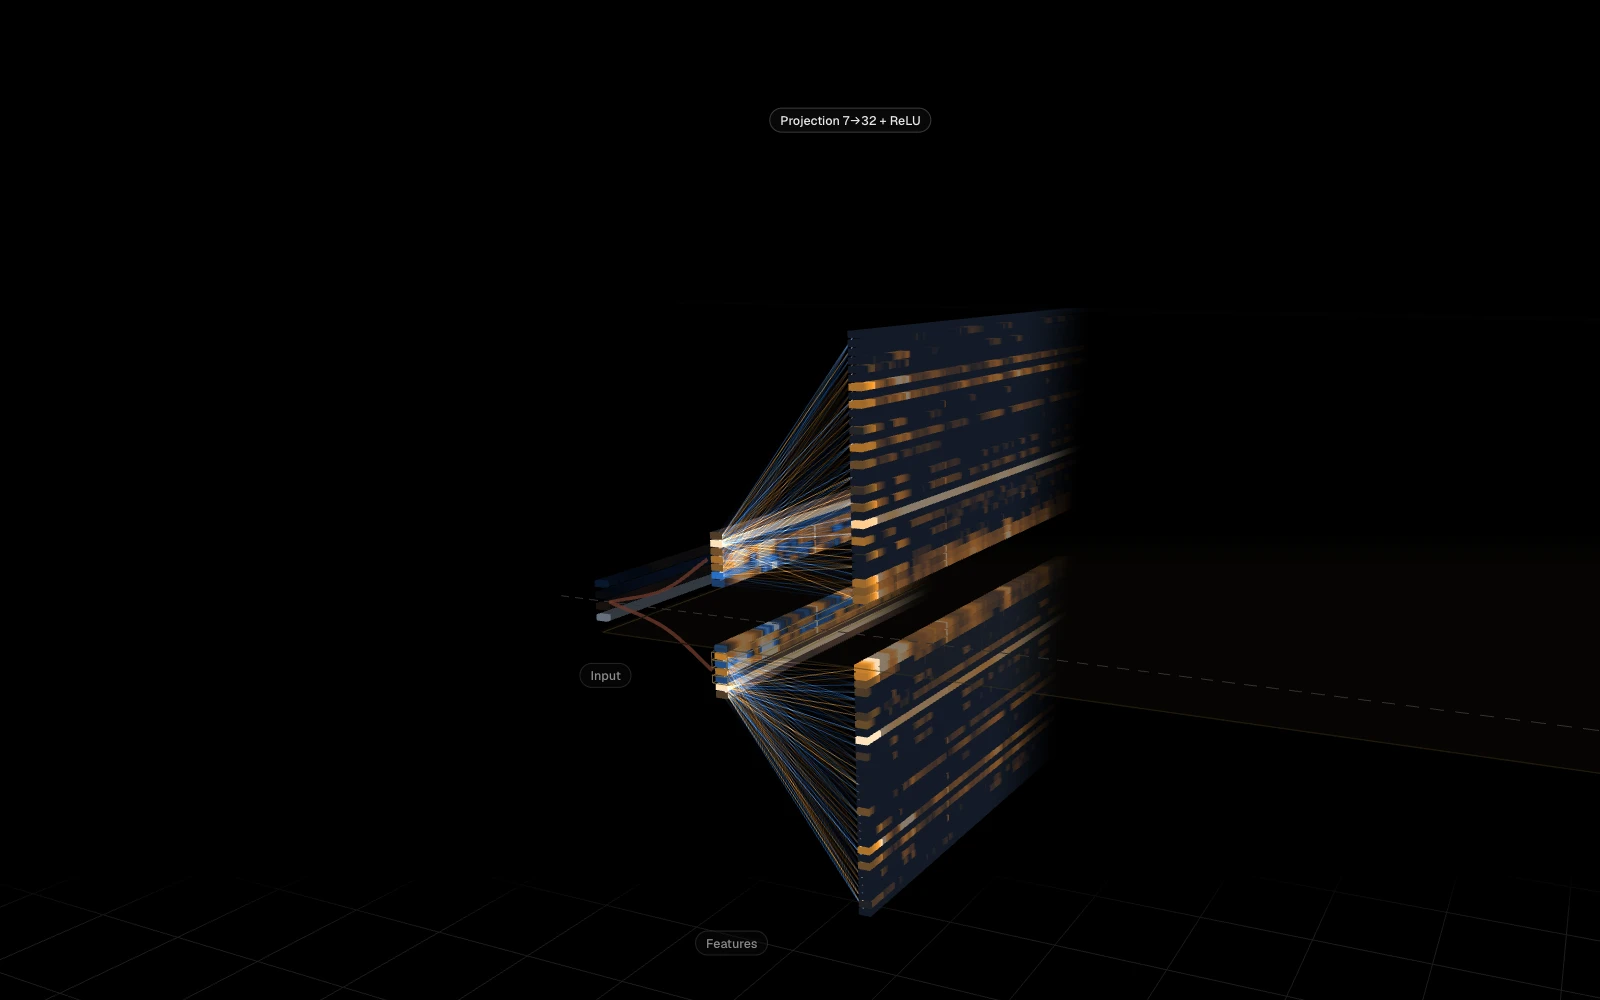 Projection 7→32 + ReLU
Input
Features